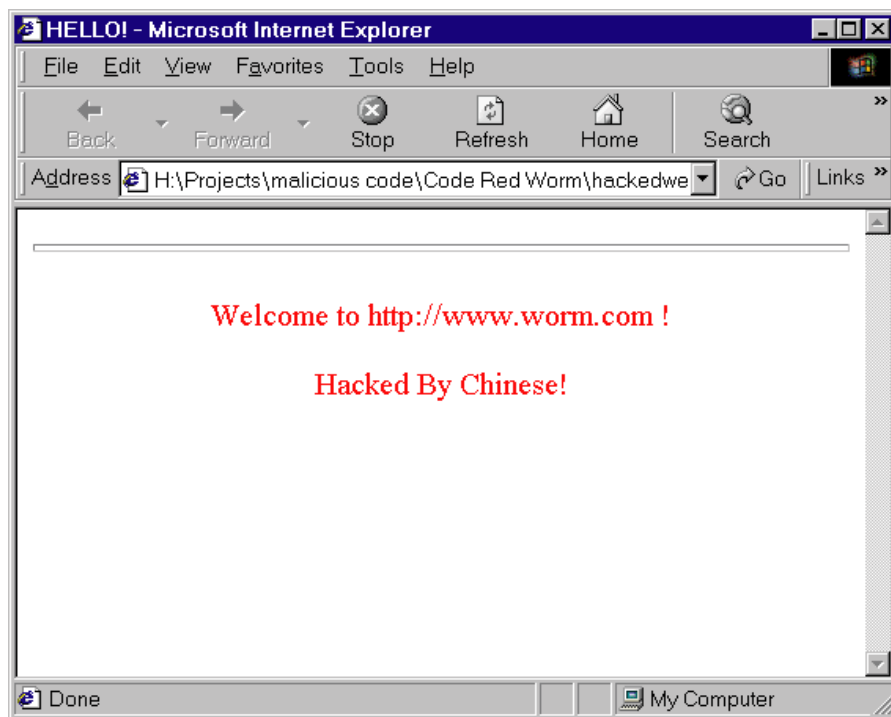 HELLO! - Microsoft Internet Explorer
File Edit View Favorites Tools Help
Back Forward Stop Refresh Home Search »
Address H:\Projects\malicious code\Code Red Worm\hackedwe Go Links »
Welcome to http://www.worm.com !
Hacked By Chinese!
Done My Computer